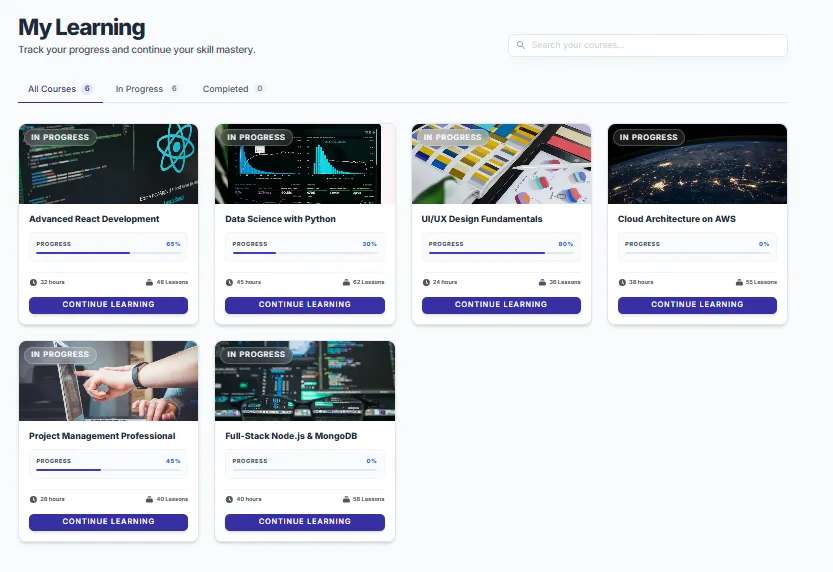 My Learning
Track your progress and continue your skill mastery.
Search your courses...
All Courses 6
In Progress 6
Completed 0
IN PROGRESS
Advanced React Development
PROGRESS 65%
32 hours 48 Lessons
CONTINUE LEARNING
IN PROGRESS
Data Science with Python
PROGRESS 30%
45 hours 62 Lessons
CONTINUE LEARNING
IN PROGRESS
UI/UX Design Fundamentals
PROGRESS 80%
24 hours 36 Lessons
CONTINUE LEARNING
IN PROGRESS
Cloud Architecture on AWS
PROGRESS 0%
38 hours 55 Lessons
CONTINUE LEARNING
IN PROGRESS
Project Management Professional
PROGRESS 45%
28 hours 40 Lessons
CONTINUE LEARNING
IN PROGRESS
Full-Stack Node.js & MongoDB
PROGRESS 0%
40 hours 58 Lessons
CONTINUE LEARNING